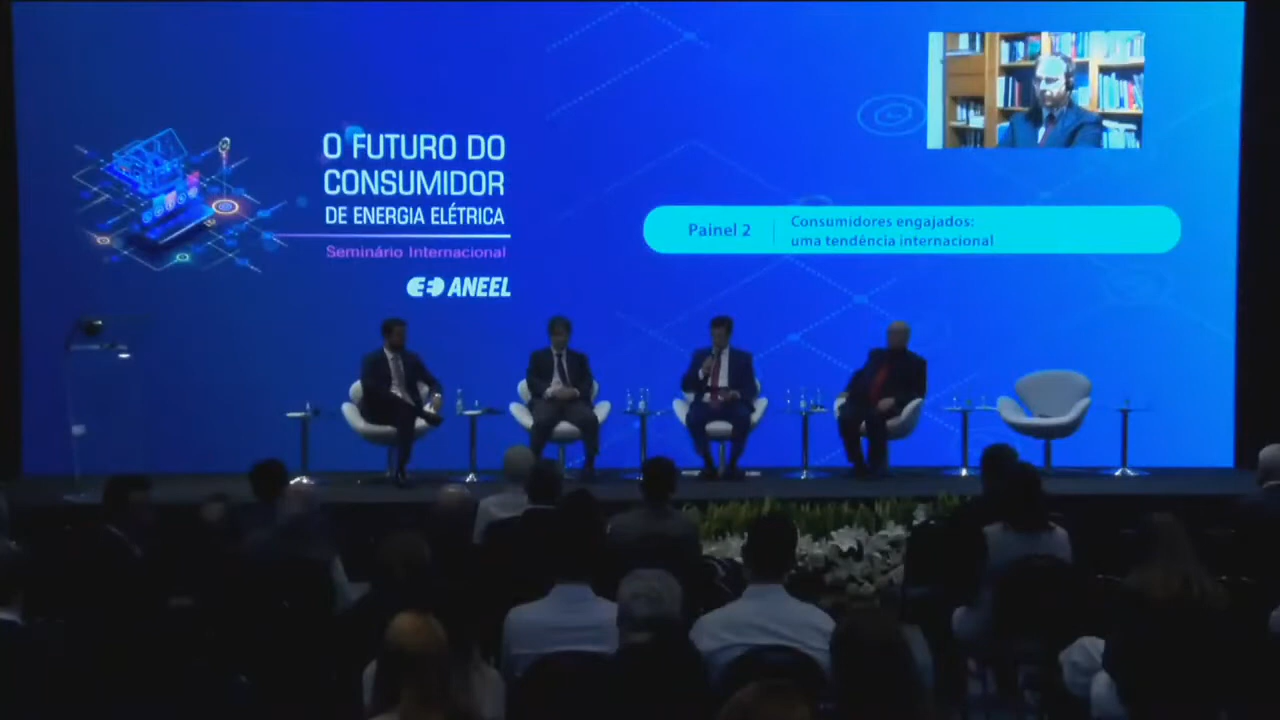 O FUTURO DO
CONSUMIDOR
DE ENERGIA ELÉTRICA
Seminário Internacional
ANEEL
Painel 2
Consumidores engajados:
uma tendência internacional